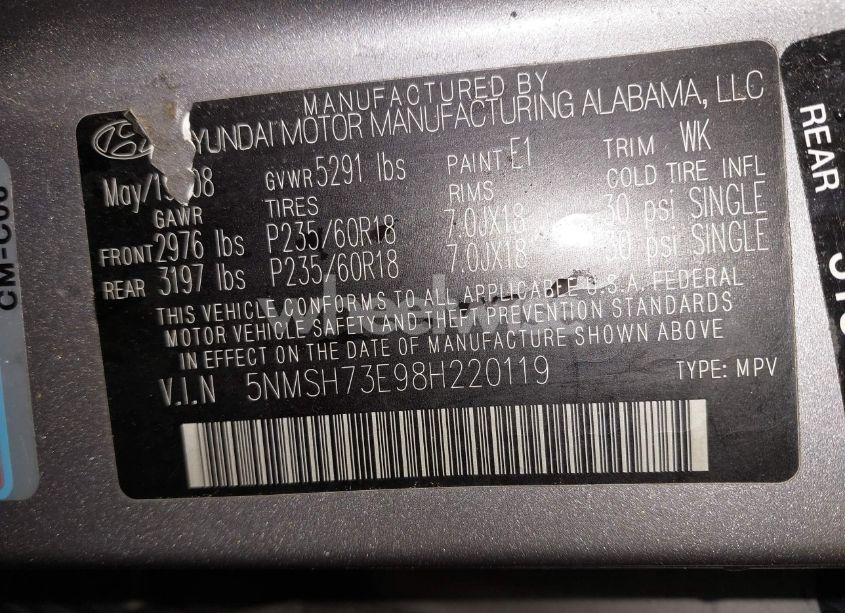 MANUFACTURED BY
HYUNDAI MOTOR MANUFACTURING ALABAMA, LLC
GVWR 5291 lbs PAINT E1 TRIM WK
GAWR TIRES RIMS COLD TIRE INFL
FRONT 2976 lbs P235/60R18 7.0JX18 30 psi SINGLE
REAR 3197 lbs P235/60R18 7.0JX18 30 psi SINGLE
THIS VEHICLE CONFORMS TO ALL APPLICABLE U.S.A. FEDERAL
MOTOR VEHICLE SAFETY AND THEFT PREVENTION STANDARDS
IN EFFECT ON THE DATE OF MANUFACTURE SHOWN ABOVE
V.I.N 5NMSH73E98H220119 TYPE: MPV
REAR